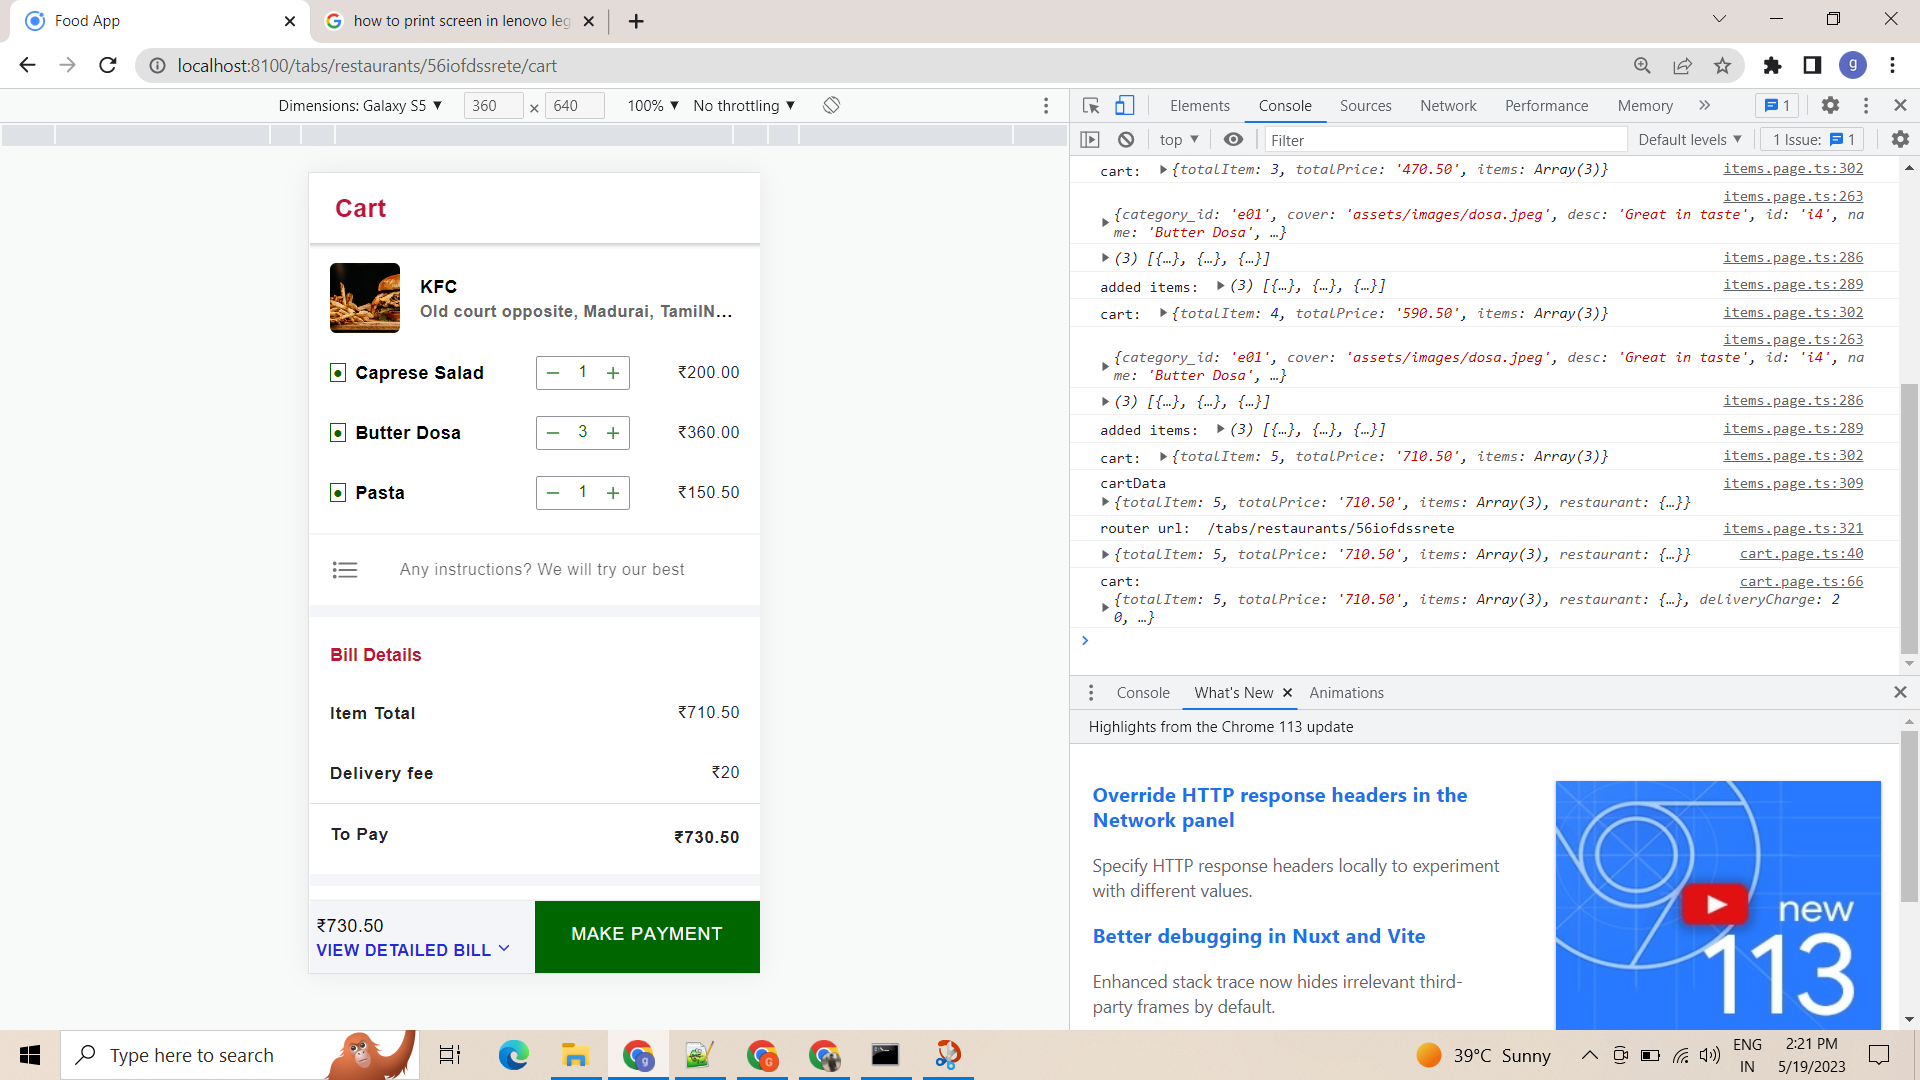 Food App
how to print screen in lenovo leg
localhost:8100/tabs/restaurants/56iofdssrete/cart
g
Dimensions: Galaxy S5 ▼ 360 × 640 100% ▼ No throttling ▼
Elements Console Sources Network Performance Memory » 1
top ▼ Filter Default levels ▼ 1 Issue: 1
Cart
KFC
Old court opposite, Madurai, TamilN...
Caprese Salad − 1 + ₹200.00
Butter Dosa − 3 + ₹360.00
Pasta − 1 + ₹150.50
Any instructions? We will try our best
Bill Details
Item Total ₹710.50
Delivery fee ₹20
To Pay ₹730.50
₹730.50
VIEW DETAILED BILL
MAKE PAYMENT
cart: ▶{totalItem: 3, totalPrice: '470.50', items: Array(3)} items.page.ts:302
items.page.ts:263
▶{category_id: 'e01', cover: 'assets/images/dosa.jpeg', desc: 'Great in taste', id: 'i4', na
me: 'Butter Dosa', …}
▶(3) [{…}, {…}, {…}] items.page.ts:286
added items: ▶(3) [{…}, {…}, {…}] items.page.ts:289
cart: ▶{totalItem: 4, totalPrice: '590.50', items: Array(3)} items.page.ts:302
items.page.ts:263
▶{category_id: 'e01', cover: 'assets/images/dosa.jpeg', desc: 'Great in taste', id: 'i4', na
me: 'Butter Dosa', …}
▶(3) [{…}, {…}, {…}] items.page.ts:286
added items: ▶(3) [{…}, {…}, {…}] items.page.ts:289
cart: ▶{totalItem: 5, totalPrice: '710.50', items: Array(3)} items.page.ts:302
cartData items.page.ts:309
▶{totalItem: 5, totalPrice: '710.50', items: Array(3), restaurant: {…}}
router url: /tabs/restaurants/56iofdssrete items.page.ts:321
▶{totalItem: 5, totalPrice: '710.50', items: Array(3), restaurant: {…}} cart.page.ts:40
cart: cart.page.ts:66
▶{totalItem: 5, totalPrice: '710.50', items: Array(3), restaurant: {…}, deliveryCharge: 2
0, …}
Console What's New Animations
Highlights from the Chrome 113 update
Override HTTP response headers in the
Network panel
Specify HTTP response headers locally to experiment
with different values.
Better debugging in Nuxt and Vite
Enhanced stack trace now hides irrelevant third-
party frames by default.
new
113
Type here to search
39°C Sunny
ENG
IN
2:21 PM
5/19/2023